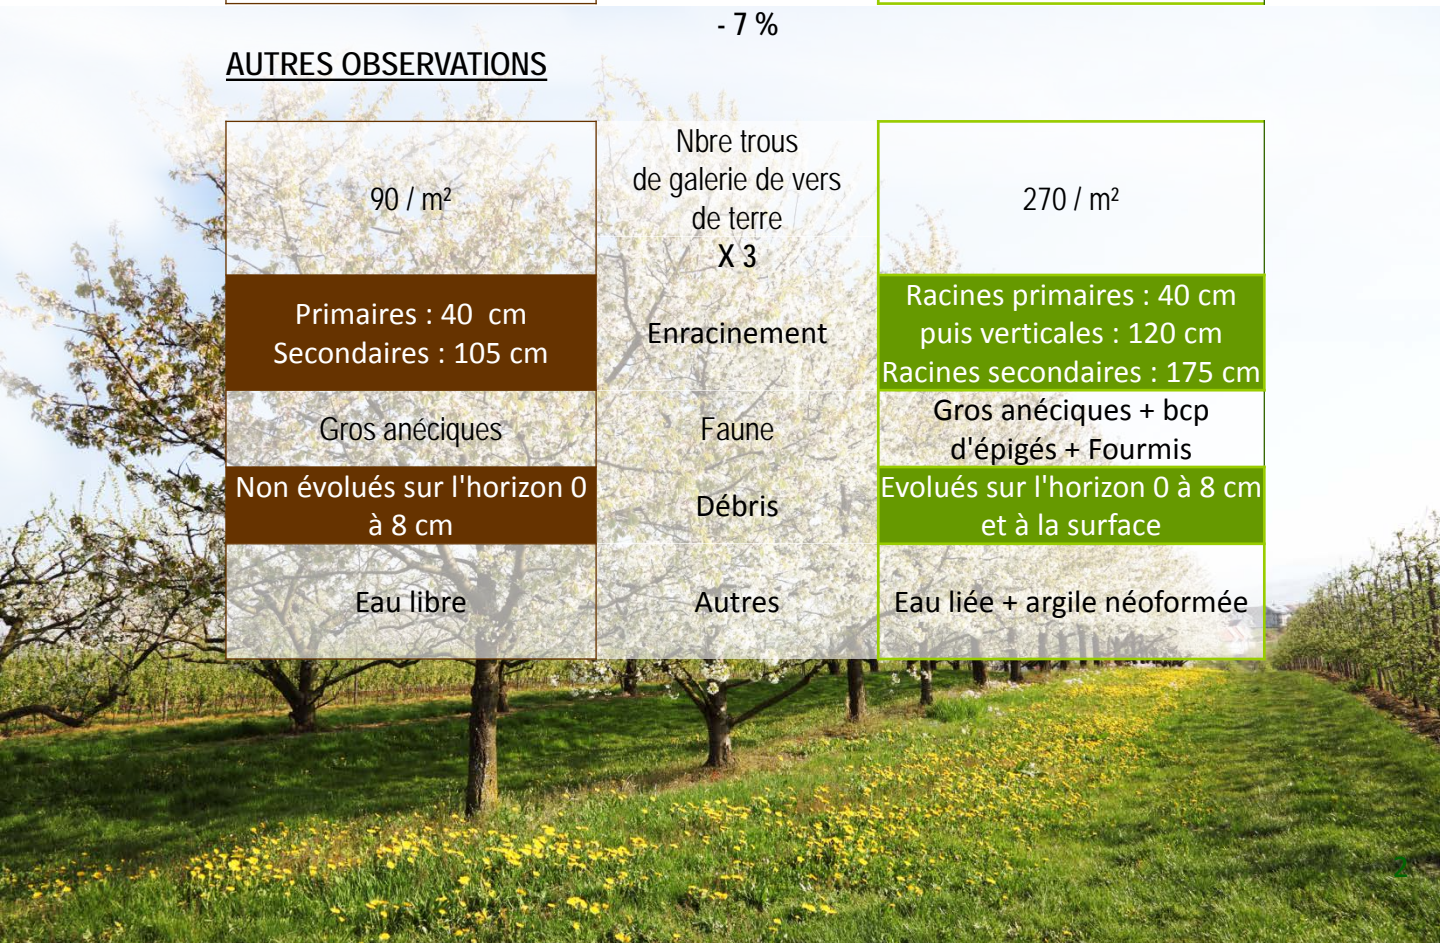 - 7 %
AUTRES OBSERVATIONS
90 / m²
Nbre trous
de galerie de vers
de terre
X 3
270 / m²
Primaires : 40 cm
Secondaires : 105 cm
Enracinement
Racines primaires : 40 cm
puis verticales : 120 cm
Racines secondaires : 175 cm
Gros anéciques
Faune
Gros anéciques + bcp
d'épigés + Fourmis
Non évolués sur l'horizon 0
à 8 cm
Débris
Evolués sur l'horizon 0 à 8 cm
et à la surface
Eau libre
Autres
Eau liée + argile néoformée
2